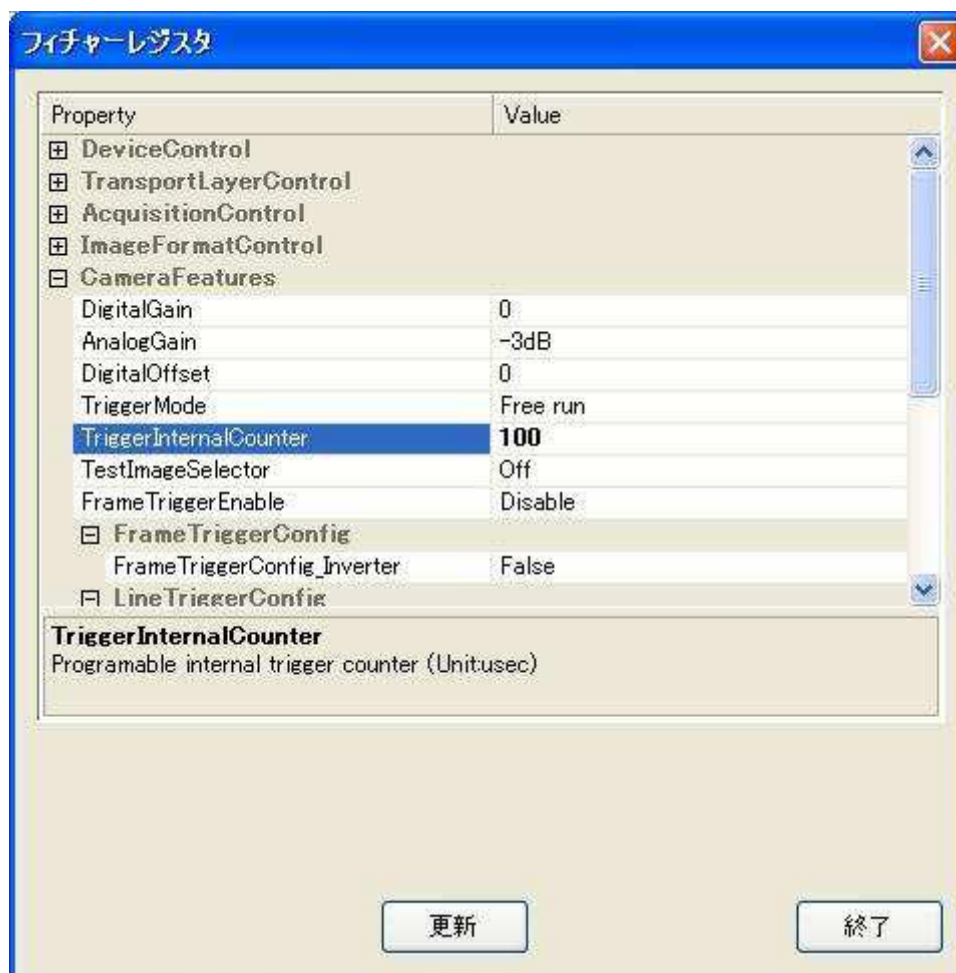 フィチャーレジスタ
Property Value
DeviceControl
TransportLayerControl
AcquisitionControl
ImageFormatControl
CameraFeatures
DigitalGain 0
AnalogGain -3dB
DigitalOffset 0
TriggerMode Free run
TriggerInternalCounter 100
TestImageSelector Off
FrameTriggerEnable Disable
FrameTriggerConfig
FrameTriggerConfig_Inverter False
LineTriggerConfig
TriggerInternalCounter
Programable internal trigger counter (Unit:usec)
更新 終了